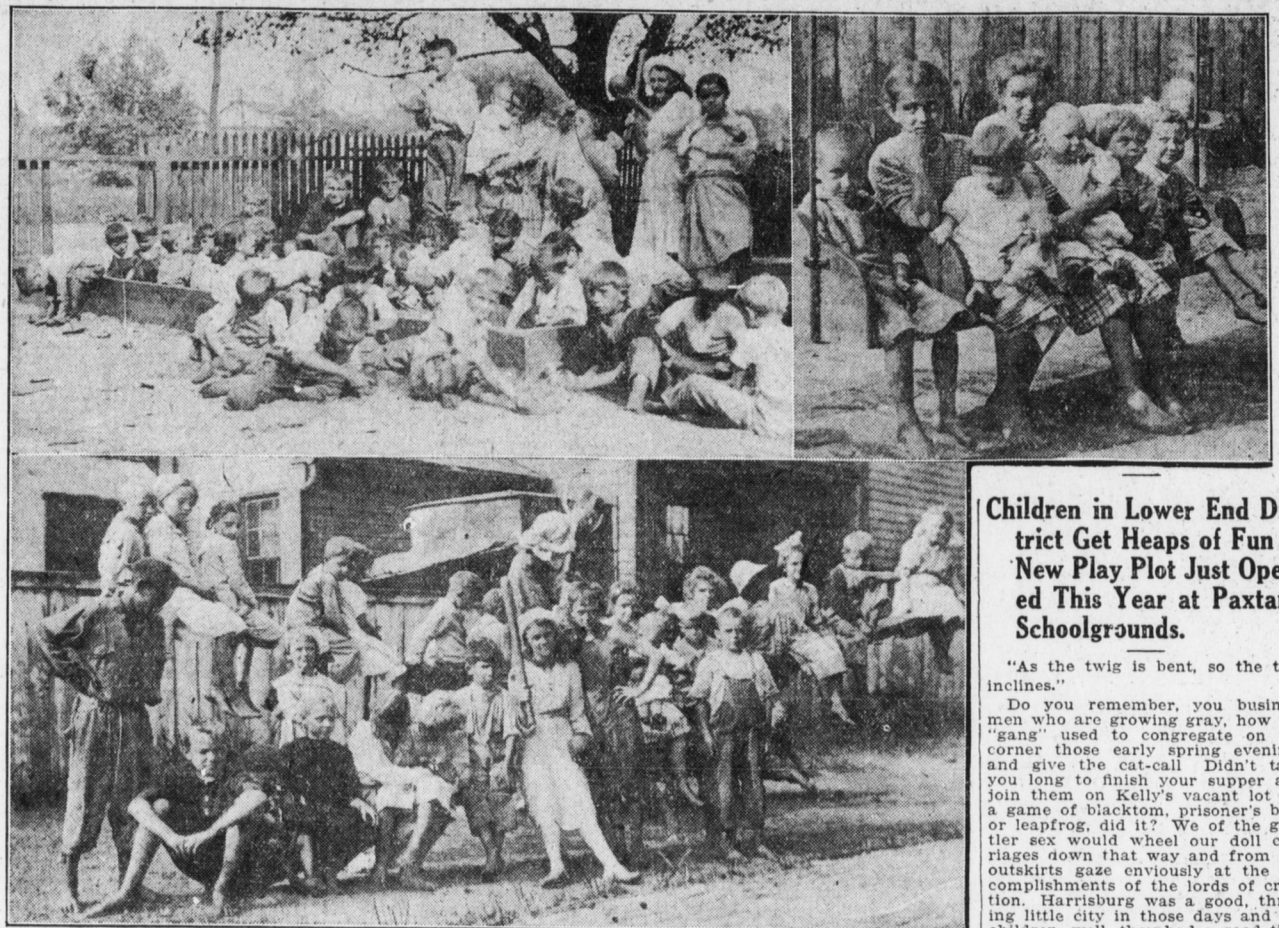 Children in Lower End D
trict Get Heaps of Fun
New Play Plot Just Ope
ed This Year at Paxta
Schoolgrounds.
"As the twig is bent, so the t
inclines."
Do you remember, you busin
men who are growing gray, how
"gang" used to congregate on
corner those early spring evenin
and give the cat-call Didn't ta
you long to finish your supper a
join them on Kelly's vacant lot
a game of blacktom, prisoner's b
or leapfrog, did it? We of the g
tler sex would wheel our doll c
riages down that way and from
outskirts gaze enviously at the
complishments of the lords of cr
tion. Harrisburg was a good, thr
ing little city in those days and